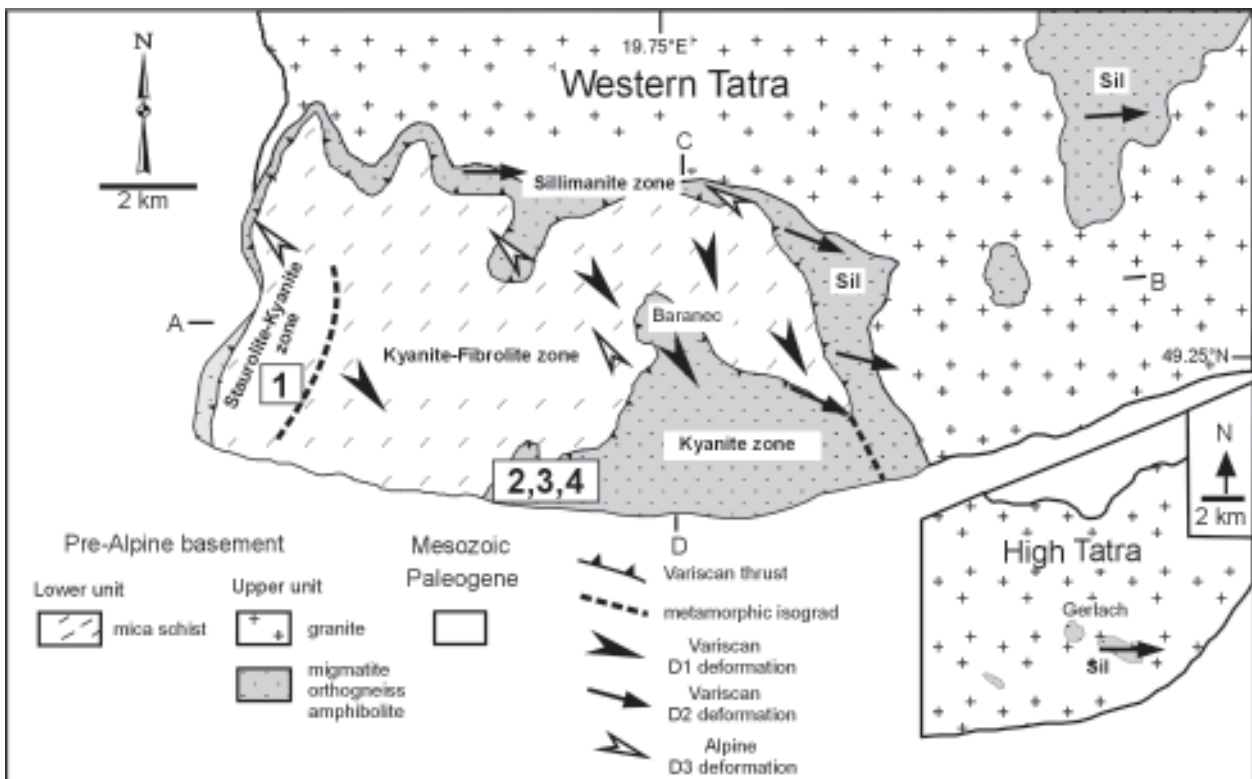 N
2 km
19.75°E
Western Tatra
C
Sil
Sillimanite zone
Sil
B
A
Staurolite-Kyanite
zone
1
Kyanite-Fibrolite zone
Baranec
49.25°N
Kyanite zone
2,3,4
D
N
2 km
High Tatra
Gerlach
Sil
Pre-Alpine basement
Mesozoic
Paleogene
Lower unit
Upper unit
mica schist
granite
migmatite
orthogneiss
amphibolite
Variscan thrust
metamorphic isograd
Variscan
D1 deformation
Variscan
D2 deformation
Alpine
D3 deformation